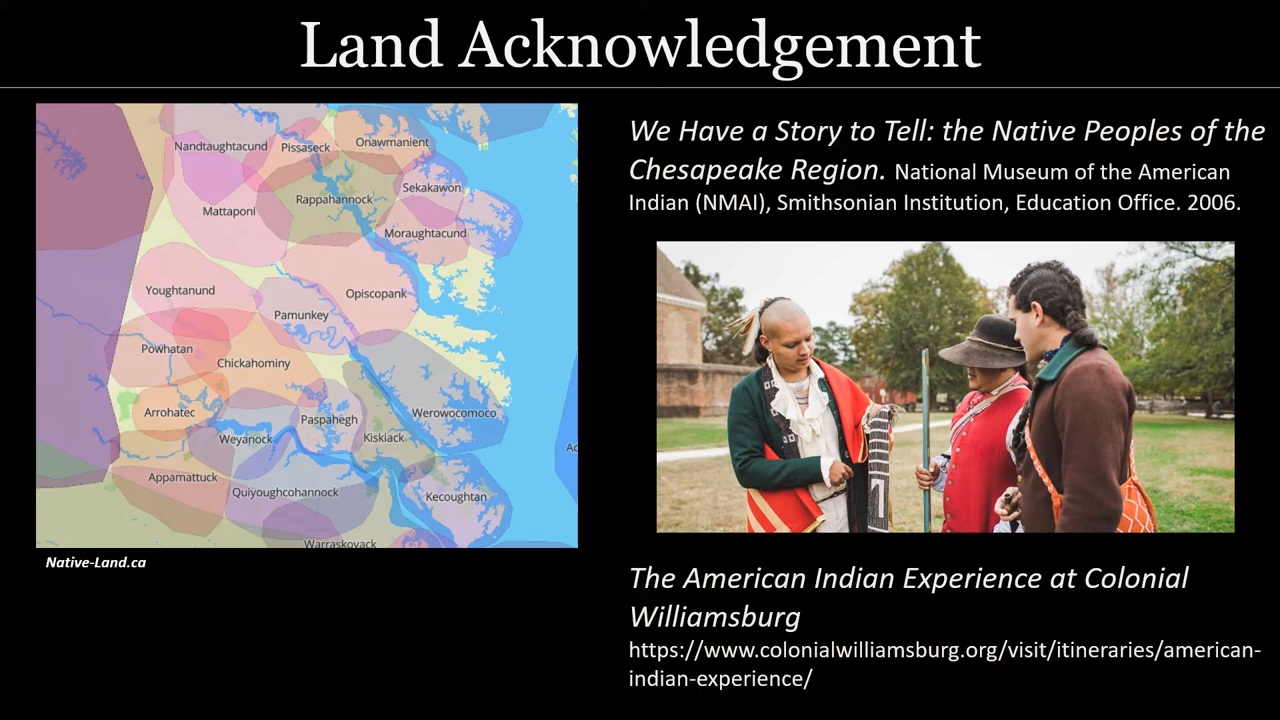 Land Acknowledgement
Nandtaughtacund
Pissaseck
Onawmanient
Sekakawon
Rappahannock
Mattaponi
Moraughtacund
Youghtanund
Opiscopank
Pamunkey
Powhatan
Chickahominy
Arrohatec
Paspahegh
Werowocomoco
Weyanock
Kiskiack
Appamattuck
Quiyoughcohannock
Kecoughtan
Warraskoyack
Native-Land.ca
We Have a Story to Tell: the Native Peoples of the
Chesapeake Region. National Museum of the American
Indian (NMAI), Smithsonian Institution, Education Office. 2006.
The American Indian Experience at Colonial
Williamsburg
https://www.colonialwilliamsburg.org/visit/itineraries/american-
indian-experience/